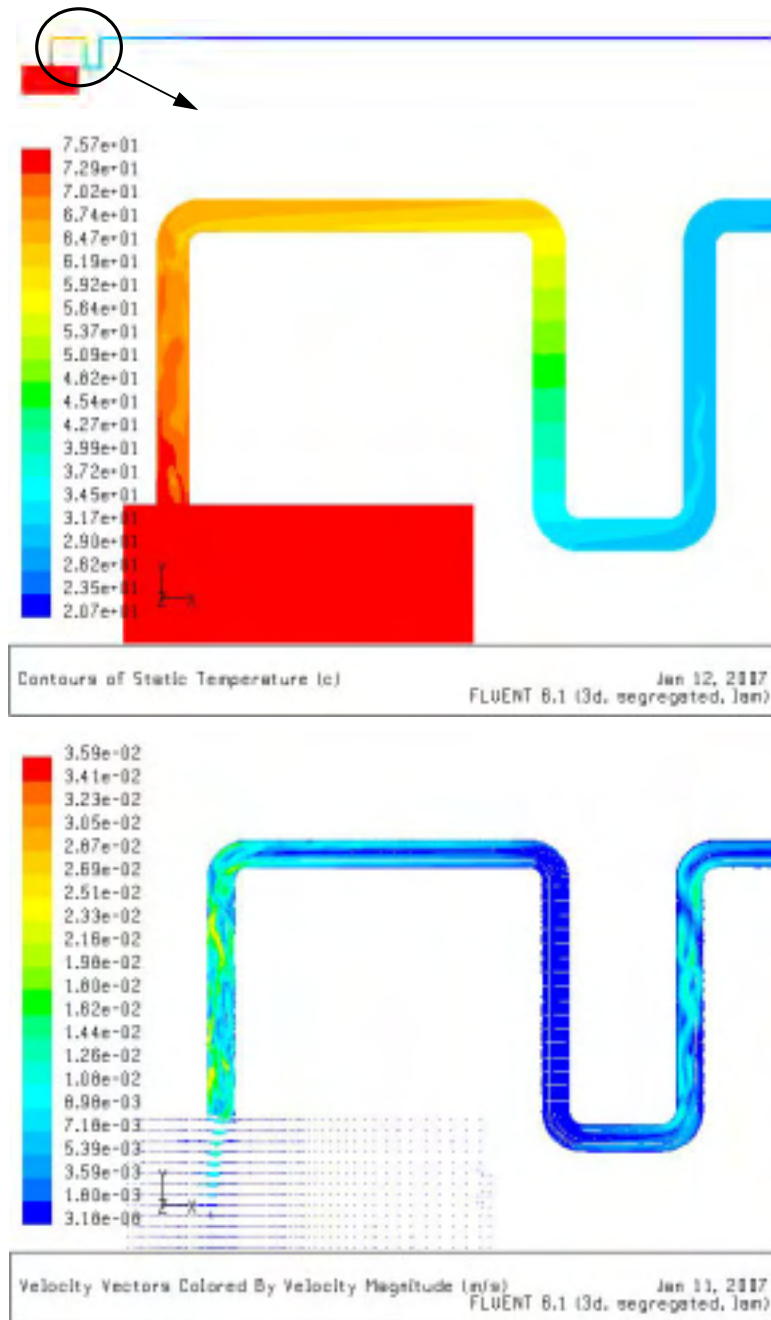 7.57e+01
7.29e+01
7.02e+01
6.74e+01
6.47e+01
6.19e+01
5.92e+01
5.64e+01
5.37e+01
5.09e+01
4.82e+01
4.54e+01
4.27e+01
3.99e+01
3.72e+01
3.45e+01
3.17e+01
2.90e+01
2.62e+01
2.35e+01
2.07e+01
Y
Z X
Contours of Static Temperature (c)
Jan 12, 2007
FLUENT 6.1 (3d, segregated, lam)
3.59e-02
3.41e-02
3.23e-02
3.05e-02
2.87e-02
2.69e-02
2.51e-02
2.33e-02
2.16e-02
1.98e-02
1.80e-02
1.62e-02
1.44e-02
1.26e-02
1.08e-02
8.98e-03
7.18e-03
5.39e-03
3.59e-03
1.80e-03
Y
Z X
Velocity Vectors Colored By Velocity Magnitude (m/s)
Jan 11, 2007
FLUENT 6.1 (3d, segregated, lam)